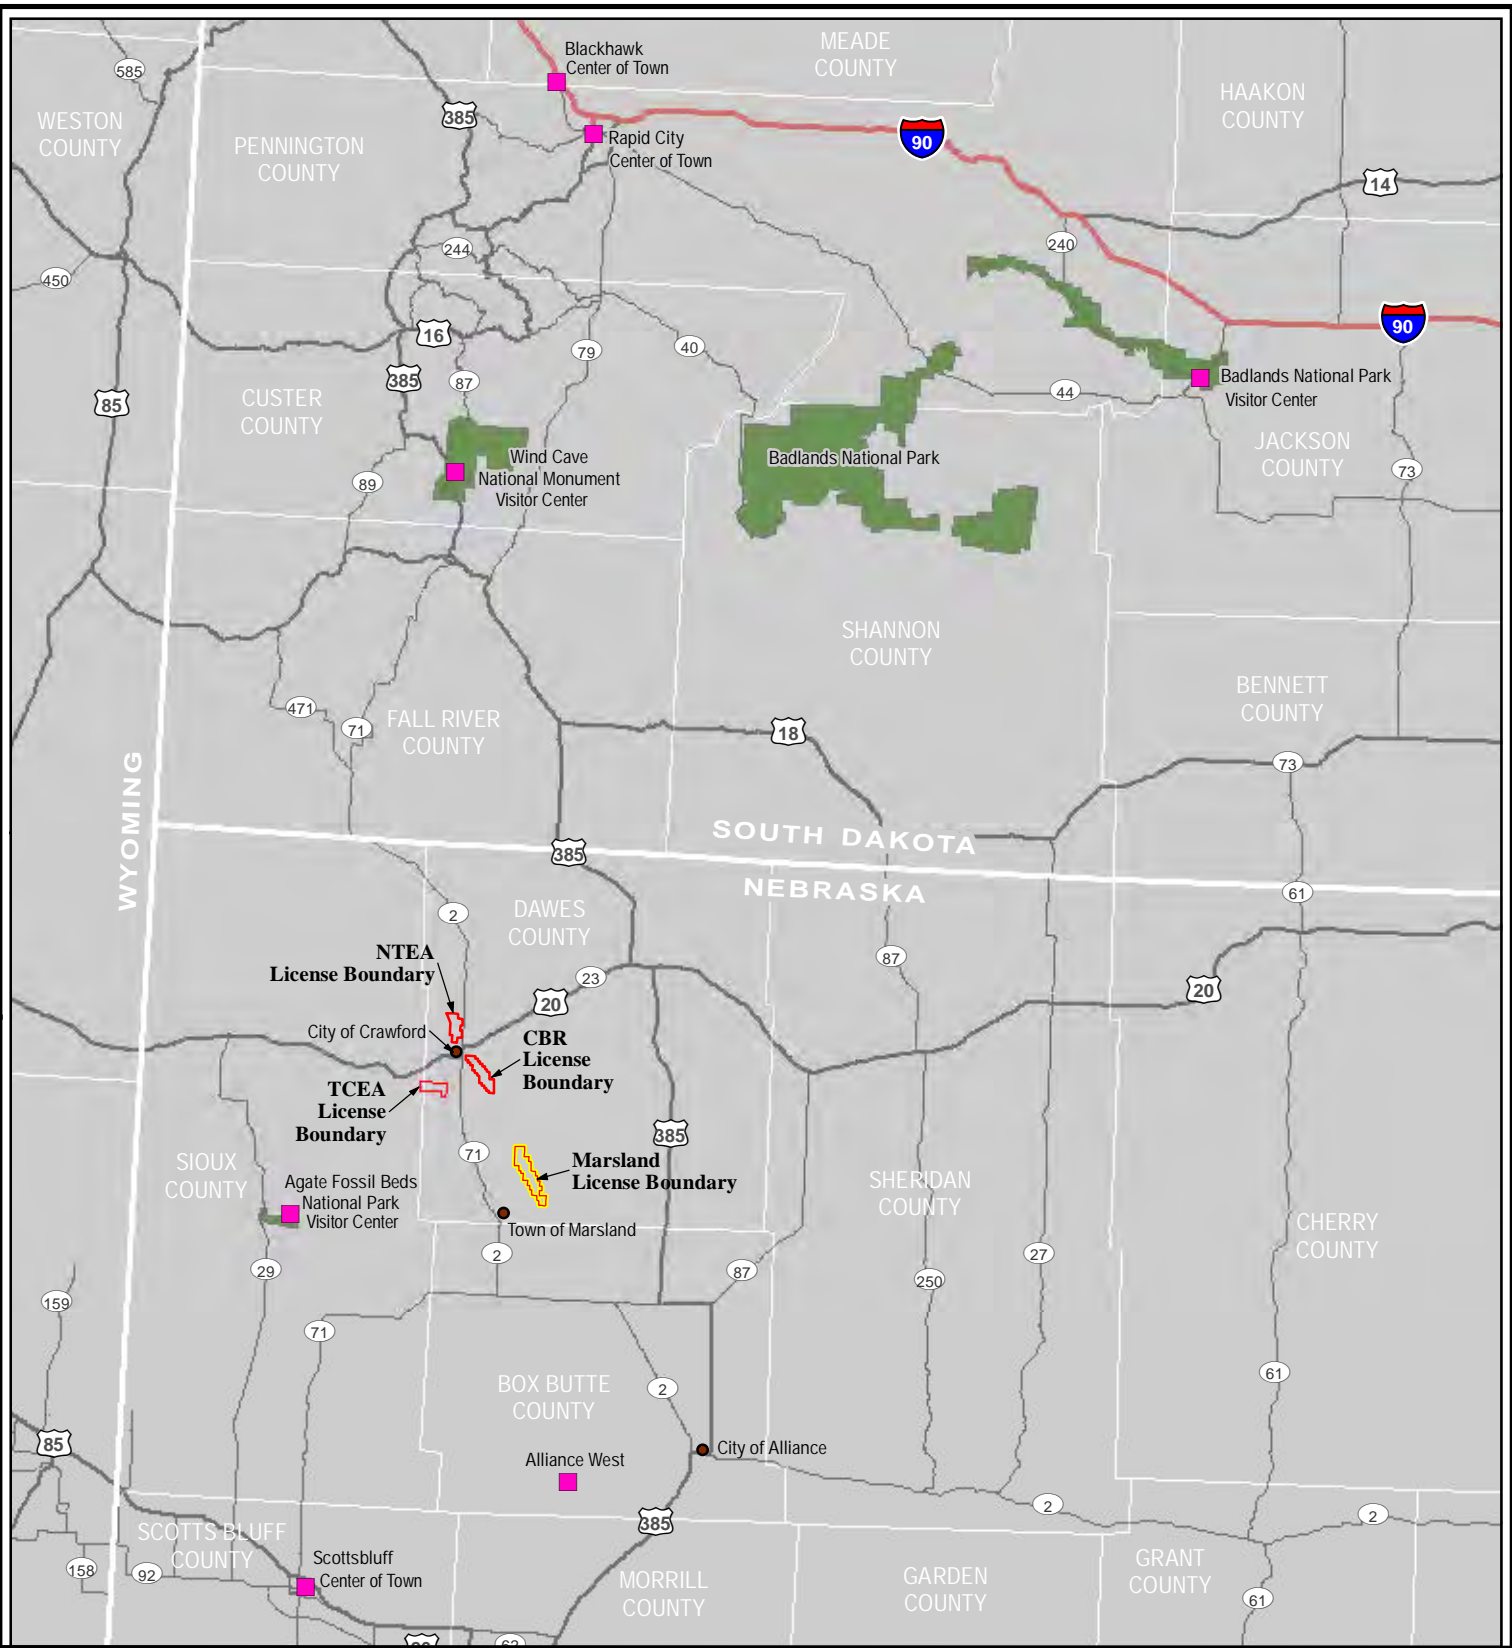 Blackhawk
Center of Town
MEADE
COUNTY
585
HAAKON
COUNTY
WESTON
COUNTY
385
PENNINGTON
COUNTY
Rapid City
Center of Town
90
14
244
240
450
16
90
79
40
385
87
Badlands National Park
Visitor Center
85
CUSTER
COUNTY
44
JACKSON
COUNTY
Wind Cave
National Monument
Visitor Center
Badlands National Park
73
89
SHANNON
COUNTY
BENNETT
COUNTY
471
71
FALL RIVER
COUNTY
18
73
WYOMING
SOUTH DAKOTA
385
NEBRASKA
61
2
DAWES
COUNTY
NTEA
License Boundary
87
23
20
20
City of Crawford
CBR
License
Boundary
TCEA
License
Boundary
385
71
SIOUX
COUNTY
Marsland
License Boundary
SHERIDAN
COUNTY
Agate Fossil Beds
National Park
Visitor Center
Town of Marsland
CHERRY
COUNTY
2
27
29
87
250
159
71
61
BOX BUTTE
COUNTY
2
85
City of Alliance
Alliance West
2
2
385
SCOTTS BLUFF
COUNTY
Scottsbluff
Center of Town
158
92
MORRILL
COUNTY
GARDEN
COUNTY
GRANT
COUNTY
61